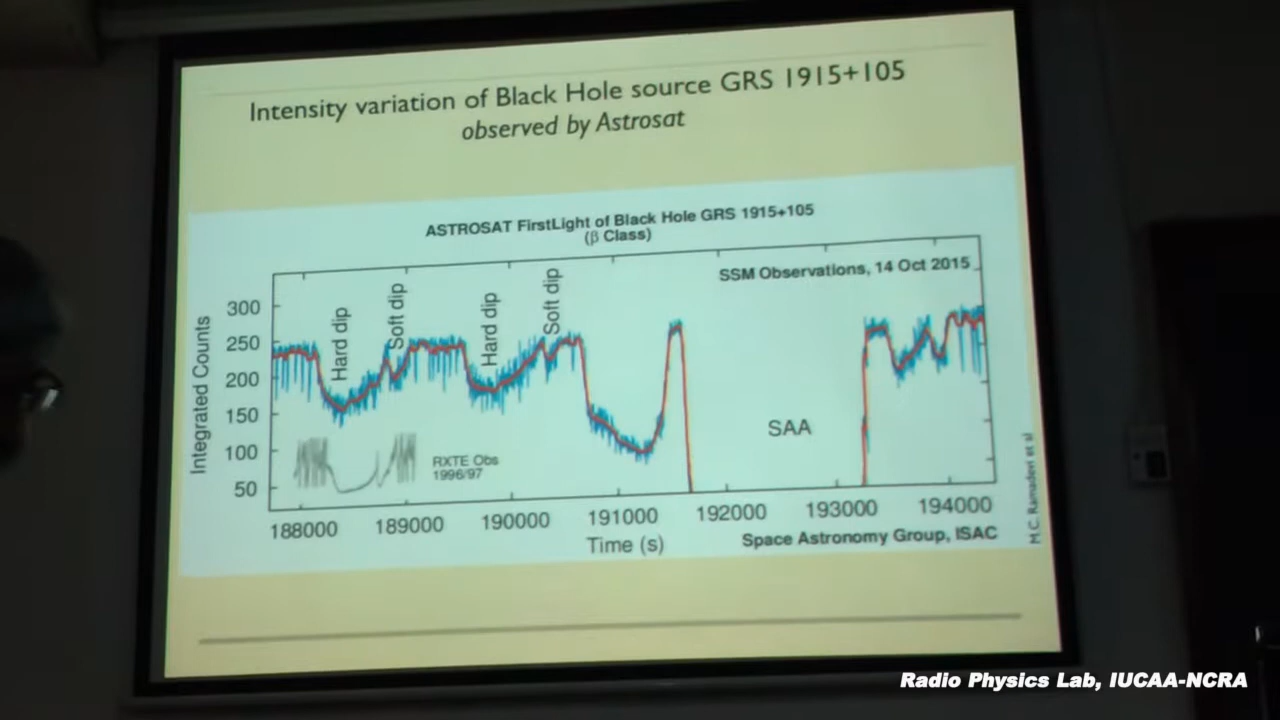 Intensity variation of Black Hole source GRS 1915+105
observed by Astrosat
ASTROSAT FirstLight of Black Hole GRS 1915+105
(β Class)
SSM Observations, 14 Oct 2015
Integrated Counts
300
250
200
150
100
50
Hard dip
Soft dip
Hard dip
Soft dip
RXTE Obs
1996/97
SAA
188000 189000 190000 191000 192000 193000 194000
Time (s)
Space Astronomy Group, ISAC
M.C. Ramadevi et al
Radio Physics Lab, IUCAA-NCRA